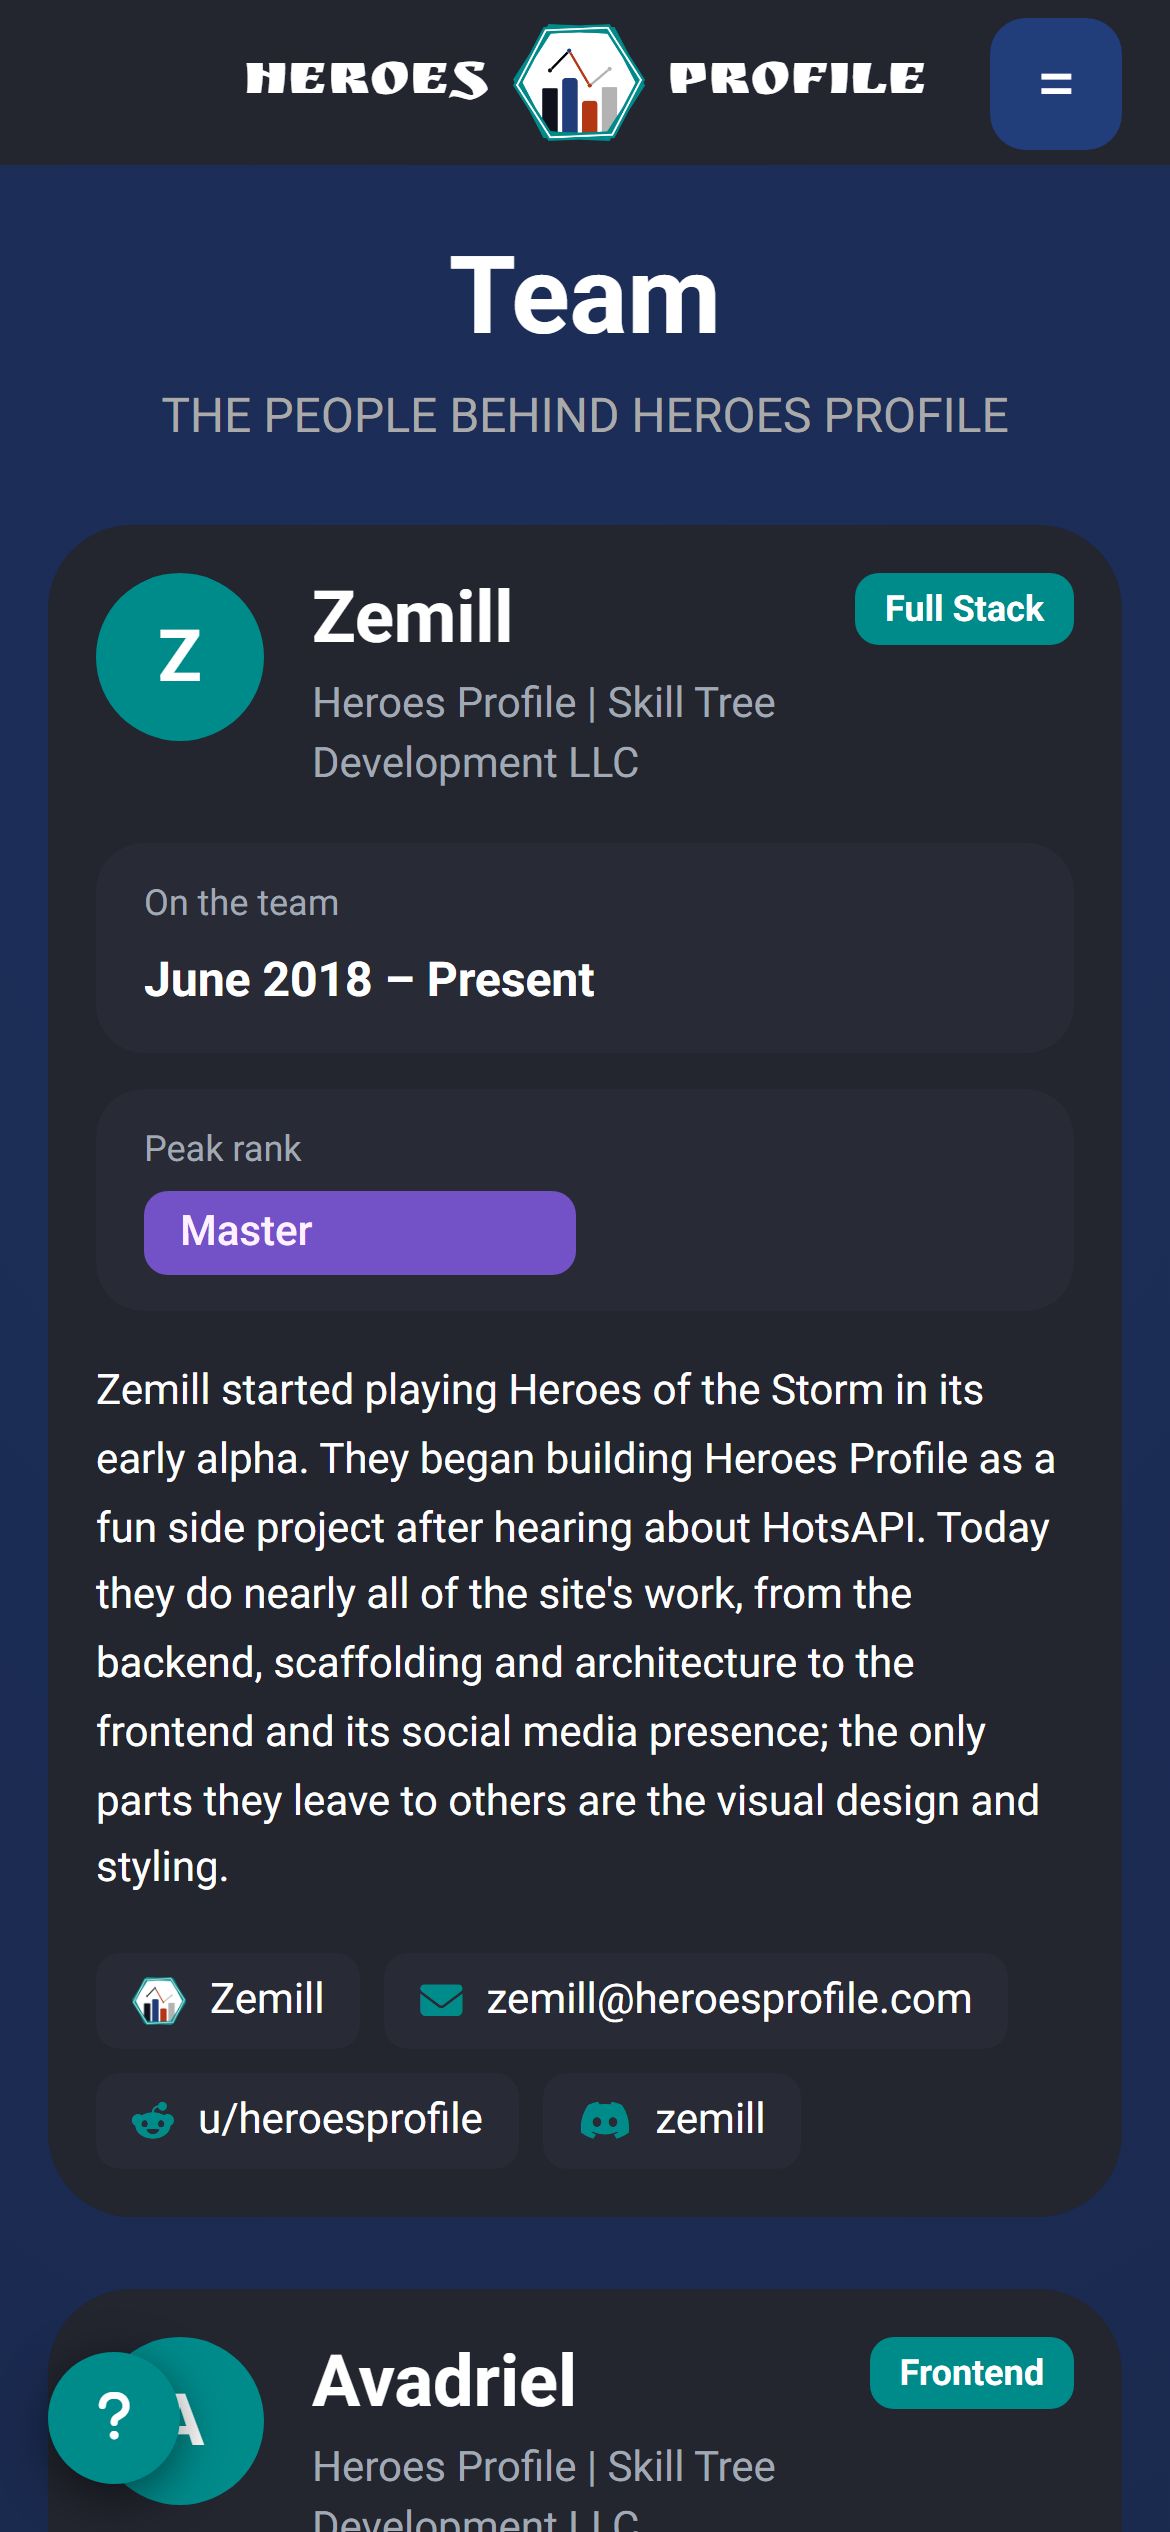 HEROES PROFILE
=
Team
THE PEOPLE BEHIND HEROES PROFILE
Z
Zemill
Full Stack
Heroes Profile | Skill Tree
Development LLC
On the team
June 2018 – Present
Peak rank
Master
Zemill started playing Heroes of the Storm in its
early alpha. They began building Heroes Profile as a
fun side project after hearing about HotsAPI. Today
they do nearly all of the site's work, from the
backend, scaffolding and architecture to the
frontend and its social media presence; the only
parts they leave to others are the visual design and
styling.
Zemill
zemill@heroesprofile.com
u/heroesprofile
zemill
?
A
Avadriel
Frontend
Heroes Profile | Skill Tree
Development LLC